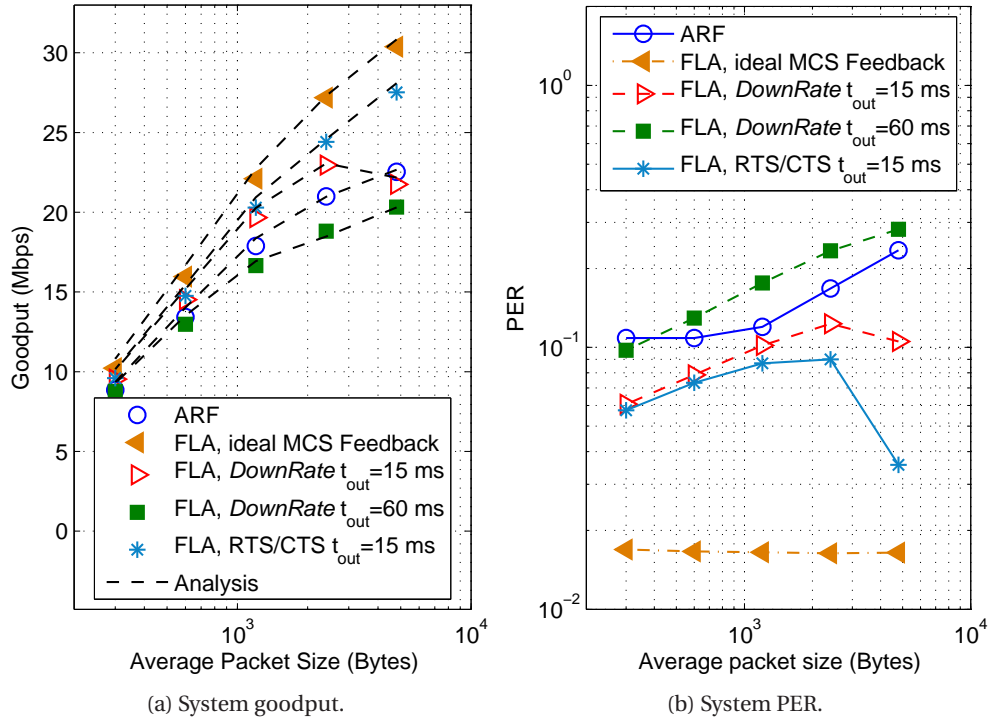 30
25
20
15
10
5
0
Goodput (Mbps)
ARF
FLA, ideal MCS Feedback
FLA, DownRate t_out=15 ms
FLA, DownRate t_out=60 ms
FLA, RTS/CTS t_out=15 ms
Analysis
10^3
10^4
Average Packet Size (Bytes)
(a) System goodput.
ARF
FLA, ideal MCS Feedback
FLA, DownRate t_out=15 ms
FLA, DownRate t_out=60 ms
FLA, RTS/CTS t_out=15 ms
10^0
10^-1
10^-2
PER
10^3
10^4
Average packet size (Bytes)
(b) System PER.